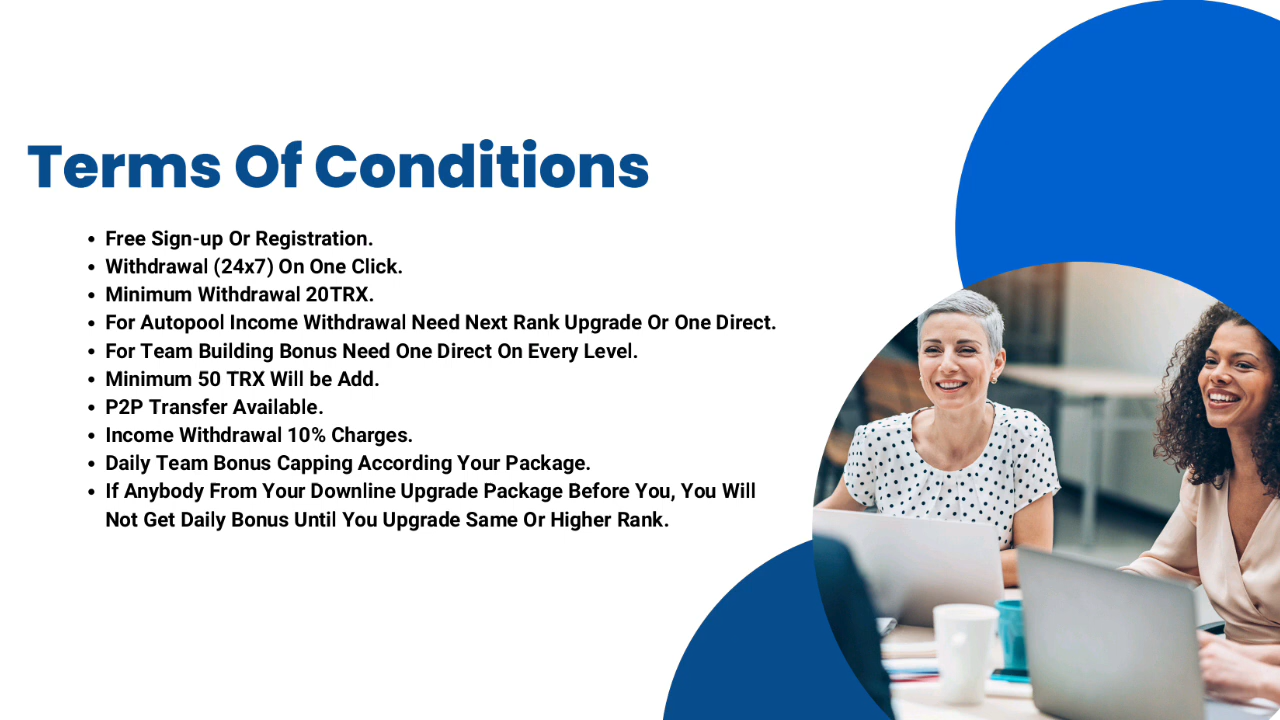 Terms Of Conditions
• Free Sign-up Or Registration.
• Withdrawal (24x7) On One Click.
• Minimum Withdrawal 20TRX.
• For Autopool Income Withdrawal Need Next Rank Upgrade Or One Direct.
• For Team Building Bonus Need One Direct On Every Level.
• Minimum 50 TRX Will be Add.
• P2P Transfer Available.
• Income Withdrawal 10% Charges.
• Daily Team Bonus Capping According Your Package.
• If Anybody From Your Downline Upgrade Package Before You, You Will
Not Get Daily Bonus Until You Upgrade Same Or Higher Rank.